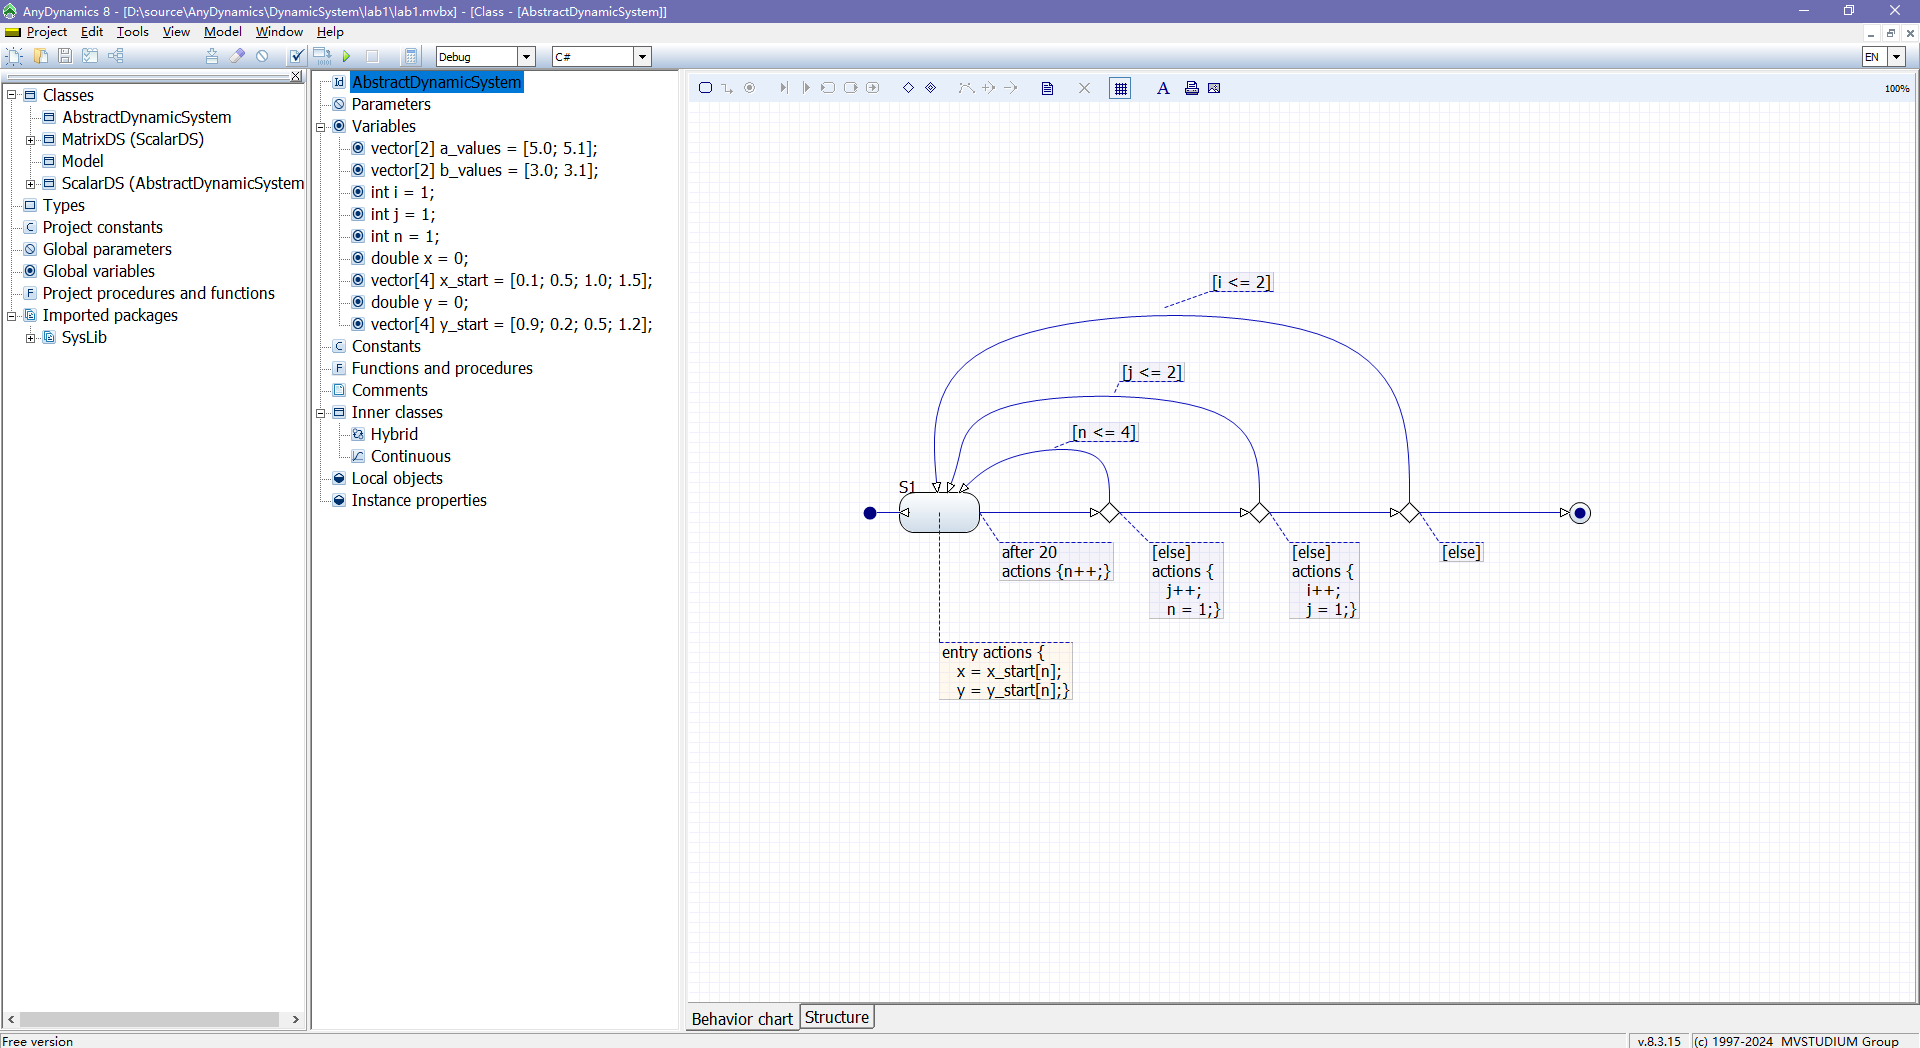 AnyDynamics 8 - [D:\source\AnyDynamics\DynamicSystem\lab1\lab1.mvbx] - [Class - [AbstractDynamicSystem]]
Project Edit Tools View Model Window Help
Debug C# EN
Classes
AbstractDynamicSystem
MatrixDS (ScalarDS)
Model
ScalarDS (AbstractDynamicSystem
Types
Project constants
Global parameters
Global variables
Project procedures and functions
Imported packages
SysLib
AbstractDynamicSystem
Parameters
Variables
vector[2] a_values = [5.0; 5.1];
vector[2] b_values = [3.0; 3.1];
int i = 1;
int j = 1;
int n = 1;
double x = 0;
vector[4] x_start = [0.1; 0.5; 1.0; 1.5];
double y = 0;
vector[4] y_start = [0.9; 0.2; 0.5; 1.2];
Constants
Functions and procedures
Comments
Inner classes
Hybrid
Continuous
Local objects
Instance properties
100%
[i <= 2]
[j <= 2]
[n <= 4]
S1
after 20
actions {n++;}
[else]
actions {
j++;
n = 1;}
[else]
actions {
i++;
j = 1;}
[else]
entry actions {
x = x_start[n];
y = y_start[n];}
Behavior chart Structure
Free version v.8.3.15 (c) 1997-2024 MVSTUDIUM Group